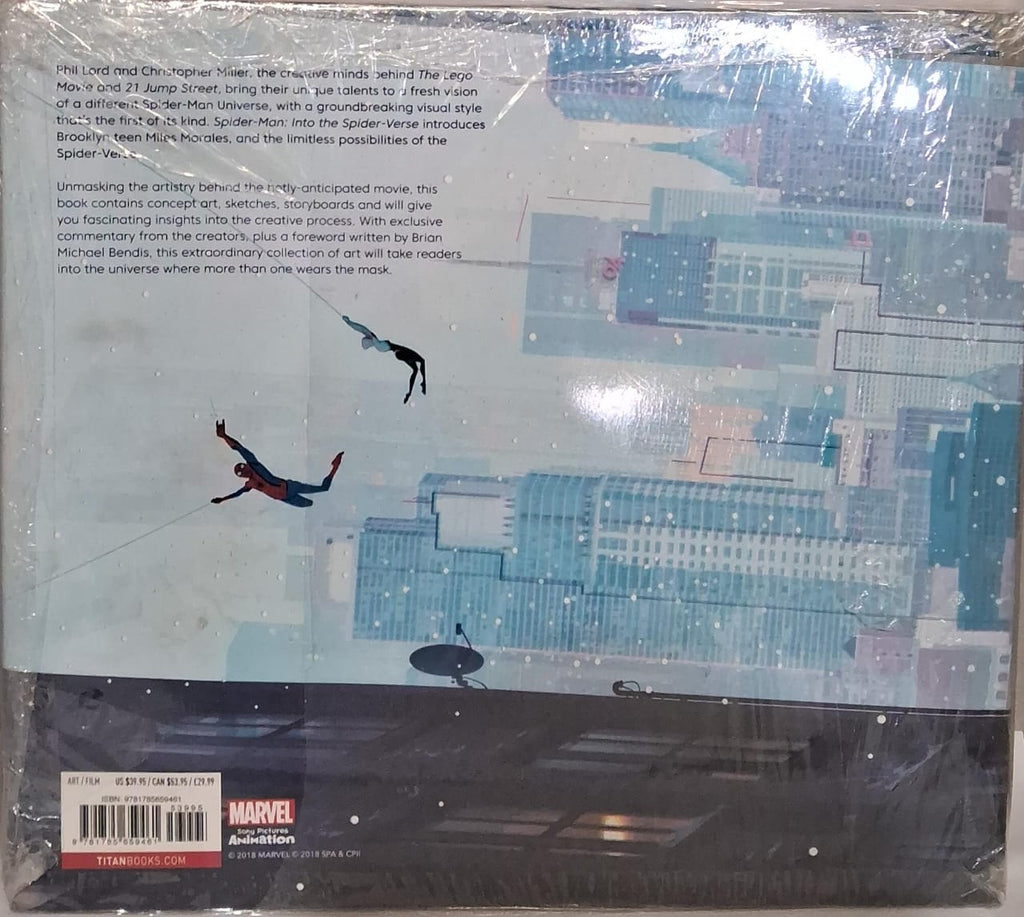 Phil Lord and Christopher Miller, the creative minds behind The Lego
Movie and 21 Jump Street, bring their unique talents to a fresh vision
of a different Spider-Man Universe, with a groundbreaking visual style
that's the first of its kind. Spider-Man: Into the Spider-Verse introduces
Brooklyn teen Miles Morales, and the limitless possibilities of the
Spider-Verse.
Unmasking the artistry behind the hotly-anticipated movie, this
book contains concept art, sketches, storyboards and will give
you fascinating insights into the creative process. With exclusive
commentary from the creators, plus a foreword written by Brian
Michael Bendis, this extraordinary collection of art will take readers
into the universe where more than one wears the mask.
ART / FILM US $39.95 / CAN $53.95 / £29.99
ISBN: 9781785659461
53995
9 781785 659461
TITANBOOKS.COM
MARVEL
Sony Pictures
Animation
© 2018 MARVEL © 2018 SPA & CPII